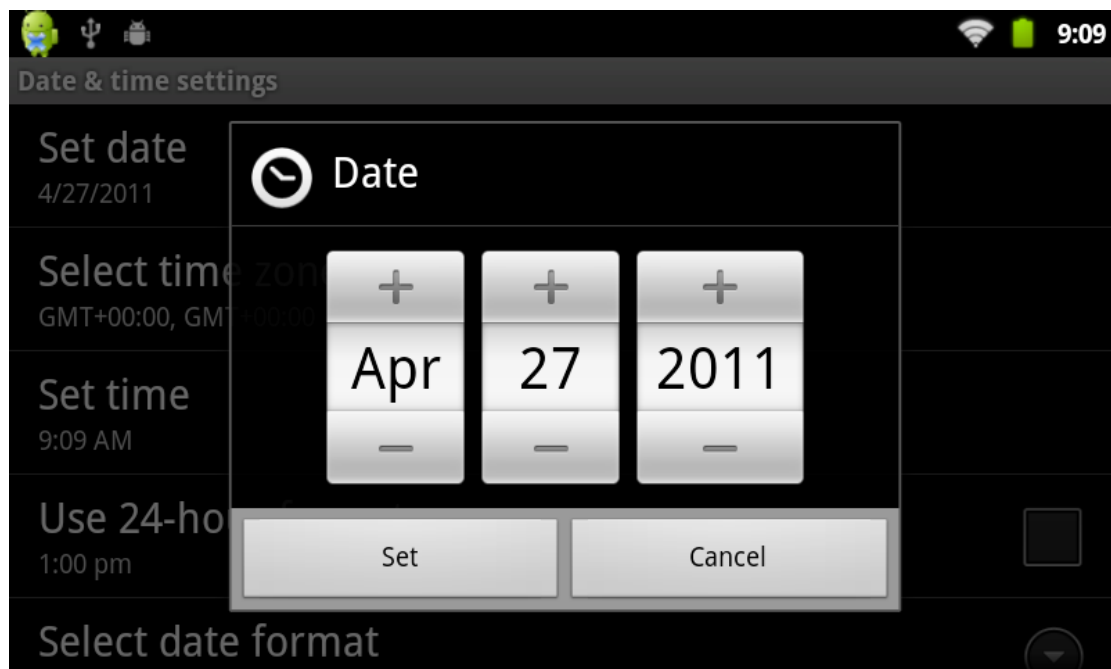 9:09
Date & time settings
Set date
4/27/2011
Select time zon
GMT+00:00, GMT+00:00
Set time
9:09 AM
Use 24-ho
1:00 pm
Select date format
Date
Apr 27 2011
Set Cancel